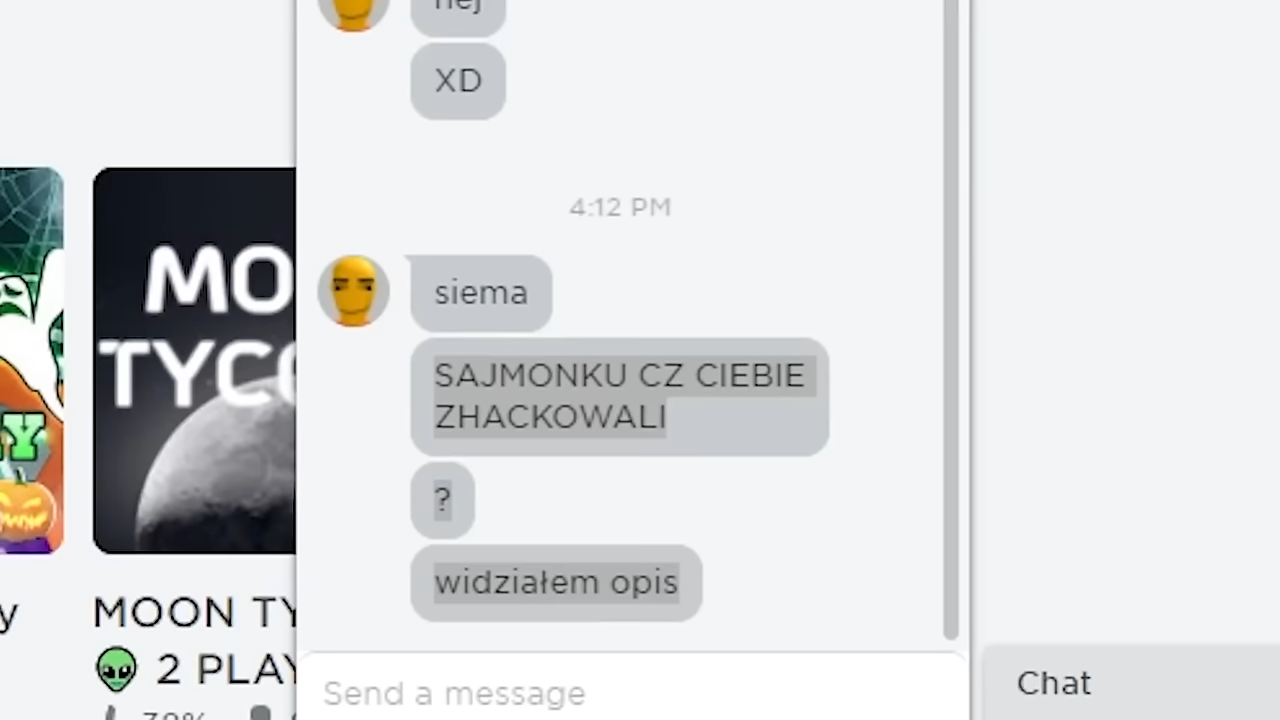 hej
XD
4:12 PM
siema
SAJMONKU CZ CIEBIE
ZHACKOWALI
?
widziałem opis
Send a message
Chat
MO
TYCO
Y
y
MOON TY
👽 2 PLAY